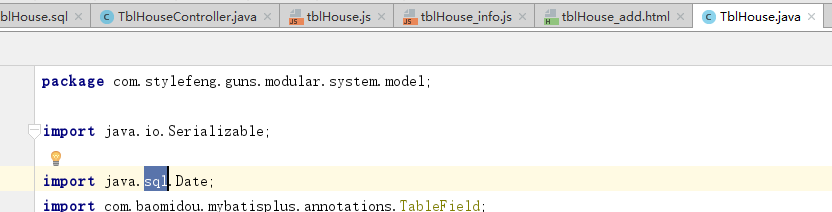 blHouse.sql TblHouseController.java tblHouse.js tblHouse_info.js tblHouse_add.html TblHouse.java
package com.stylefeng.guns.modular.system.model;
import java.io.Serializable;
import java.sql.Date;
import com.baomidou.mybatisplus.annotations.TableField;